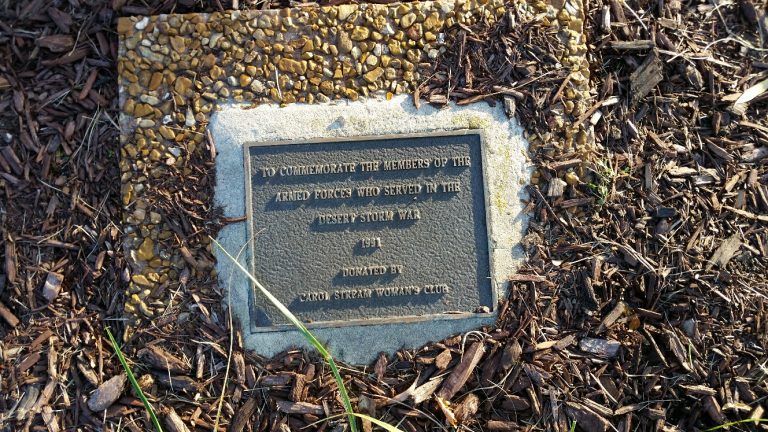 TO COMMEMORATE THE MEMBERS OF THE
ARMED FORCES WHO SERVED IN THE
DESERT STORM WAR
1991
DONATED BY
CAROL STREAM WOMAN'S CLUB